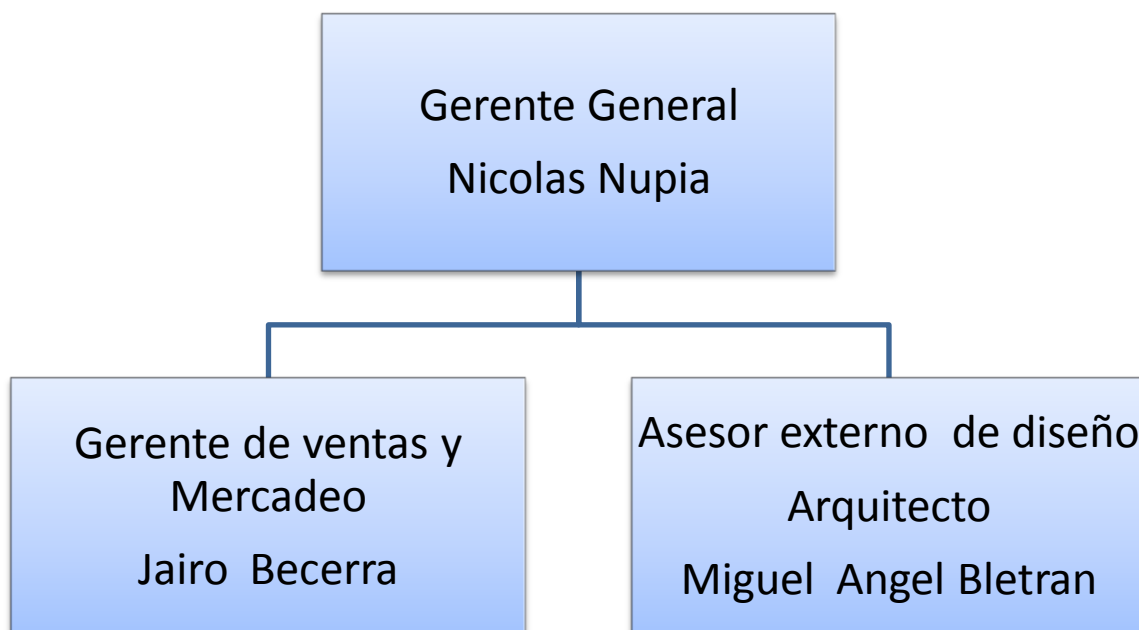 Gerente General
Nicolas Nupia
Gerente de ventas y
Mercadeo
Jairo Becerra
Asesor externo de diseño
Arquitecto
Miguel Angel Bletran